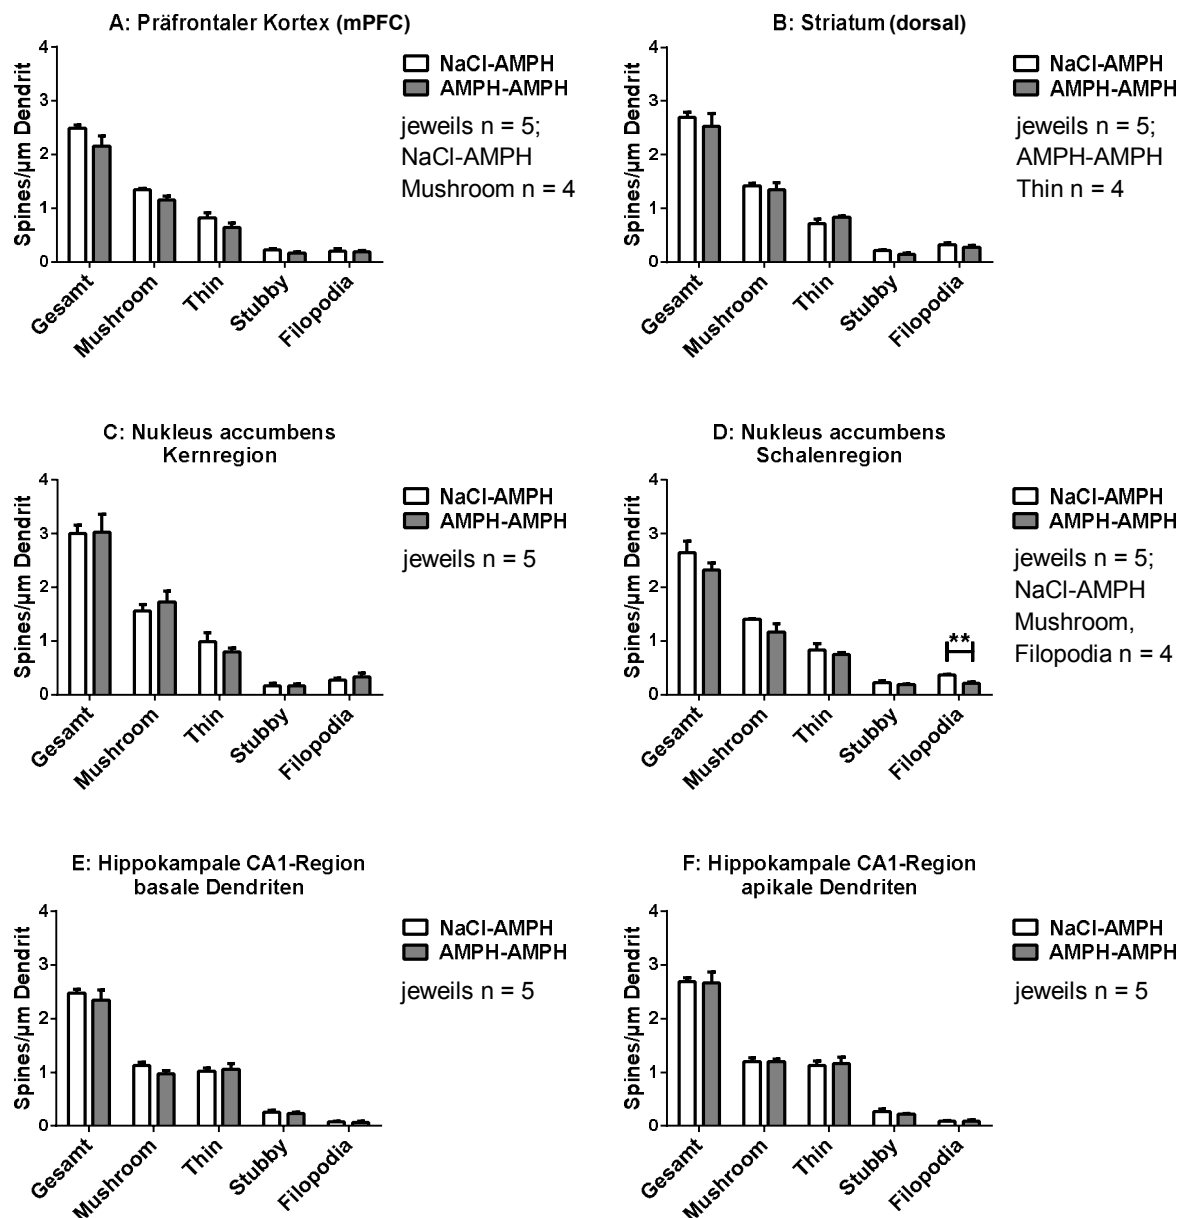 A: Präfrontaler Kortex (mPFC)
Spines/µm Dendrit
4
3
2
1
0
Gesamt
Mushroom
Thin
Stubby
Filopodia
NaCl-AMPH
AMPH-AMPH
jeweils n = 5;
NaCl-AMPH
Mushroom n = 4
B: Striatum (dorsal)
Spines/µm Dendrit
4
3
2
1
0
Gesamt
Mushroom
Thin
Stubby
Filopodia
NaCl-AMPH
AMPH-AMPH
jeweils n = 5;
AMPH-AMPH
Thin n = 4
C: Nukleus accumbens
Kernregion
Spines/µm Dendrit
4
3
2
1
0
Gesamt
Mushroom
Thin
Stubby
Filopodia
NaCl-AMPH
AMPH-AMPH
jeweils n = 5
D: Nukleus accumbens
Schalenregion
Spines/µm Dendrit
4
3
2
1
0
**
Gesamt
Mushroom
Thin
Stubby
Filopodia
NaCl-AMPH
AMPH-AMPH
jeweils n = 5;
NaCl-AMPH
Mushroom,
Filopodia n = 4
E: Hippokampale CA1-Region
basale Dendriten
Spines/µm Dendrit
4
3
2
1
0
Gesamt
Mushroom
Thin
Stubby
Filopodia
NaCl-AMPH
AMPH-AMPH
jeweils n = 5
F: Hippokampale CA1-Region
apikale Dendriten
Spines/µm Dendrit
4
3
2
1
0
Gesamt
Mushroom
Thin
Stubby
Filopodia
NaCl-AMPH
AMPH-AMPH
jeweils n = 5